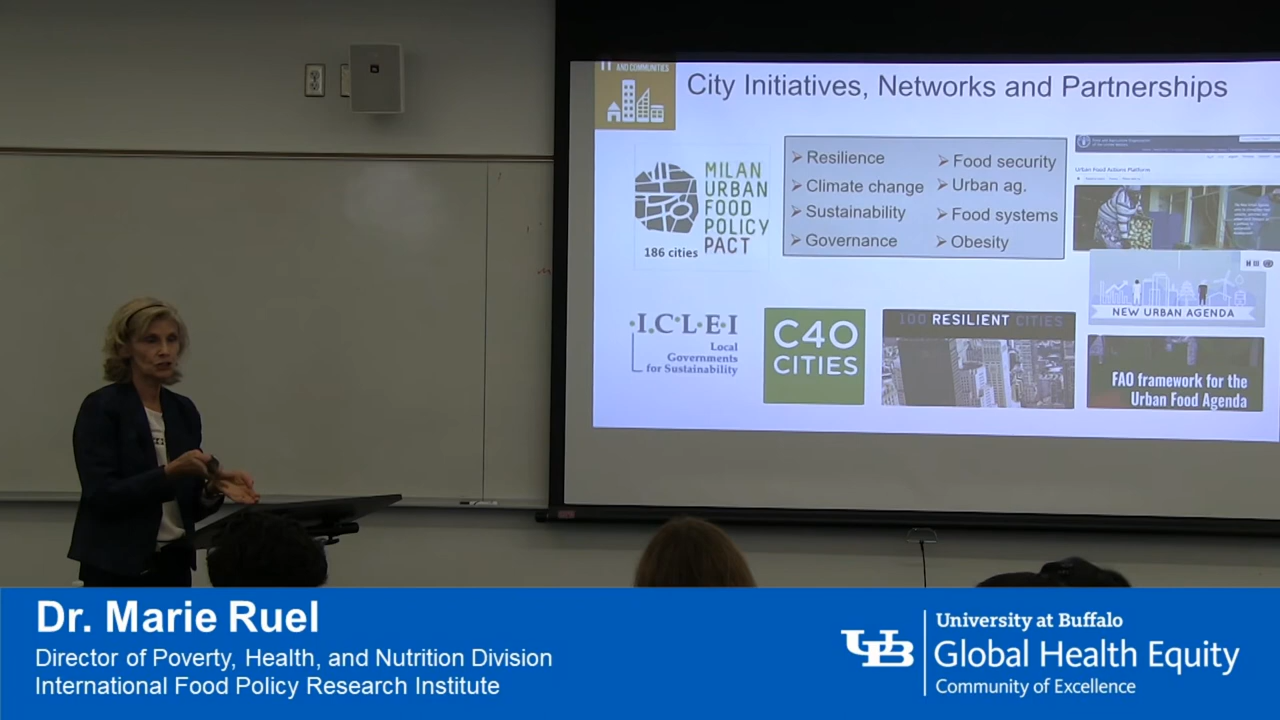 AND COMMUNITIES
City Initiatives, Networks and Partnerships
MILAN
URBAN
FOOD
POLICY
PACT
186 cities
➢ Resilience
➢ Climate change
➢ Sustainability
➢ Governance
➢ Food security
➢ Urban ag.
➢ Food systems
➢ Obesity
Urban Food Actions Platform
NEW URBAN AGENDA
I.C.L.E.I
Local
Governments
for Sustainability
C40
CITIES
100 RESILIENT CITIES
FAO framework for the
Urban Food Agenda
Dr. Marie Ruel
Director of Poverty, Health, and Nutrition Division
International Food Policy Research Institute
UB
University at Buffalo
Global Health Equity
Community of Excellence